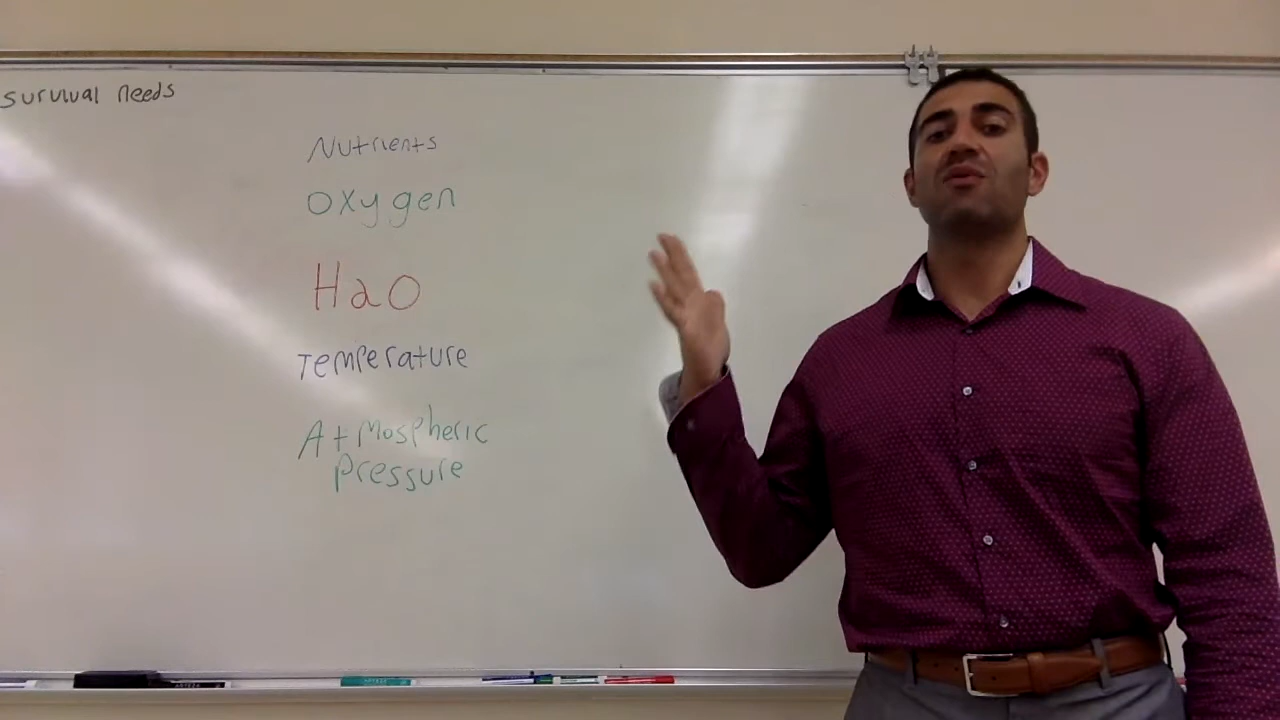 survival needs
Nutrients
oxygen
H2O
Temperature
Atmospheric
pressure